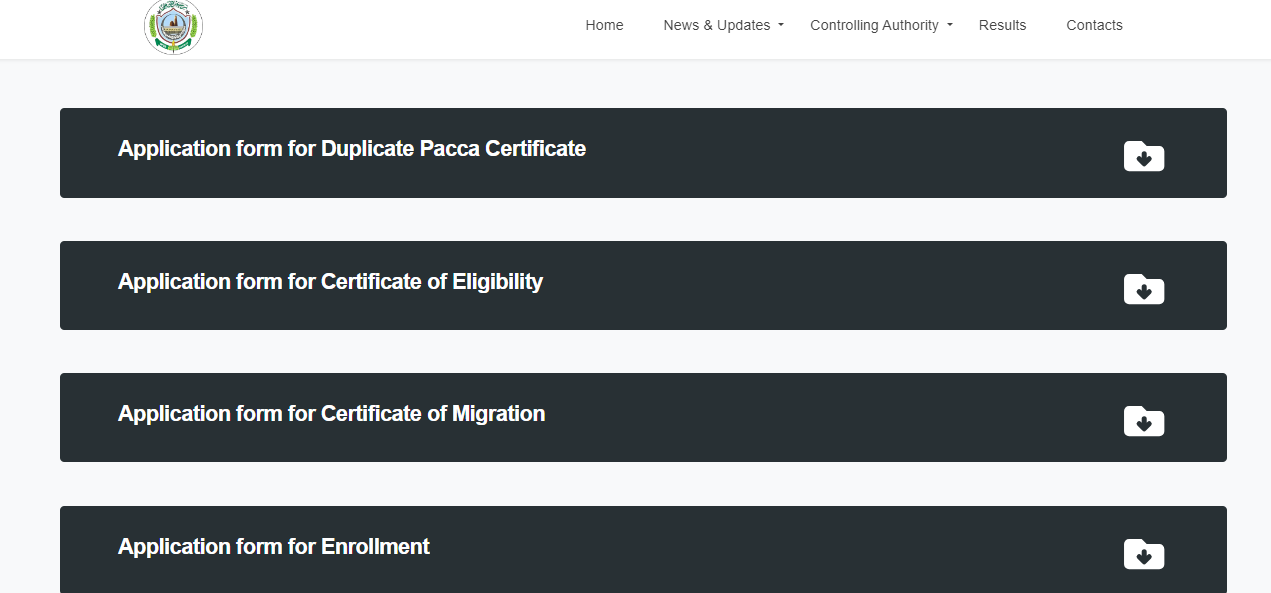 Home News & Updates Controlling Authority Results Contacts
Application form for Duplicate Pacca Certificate
Application form for Certificate of Eligibility
Application form for Certificate of Migration
Application form for Enrollment